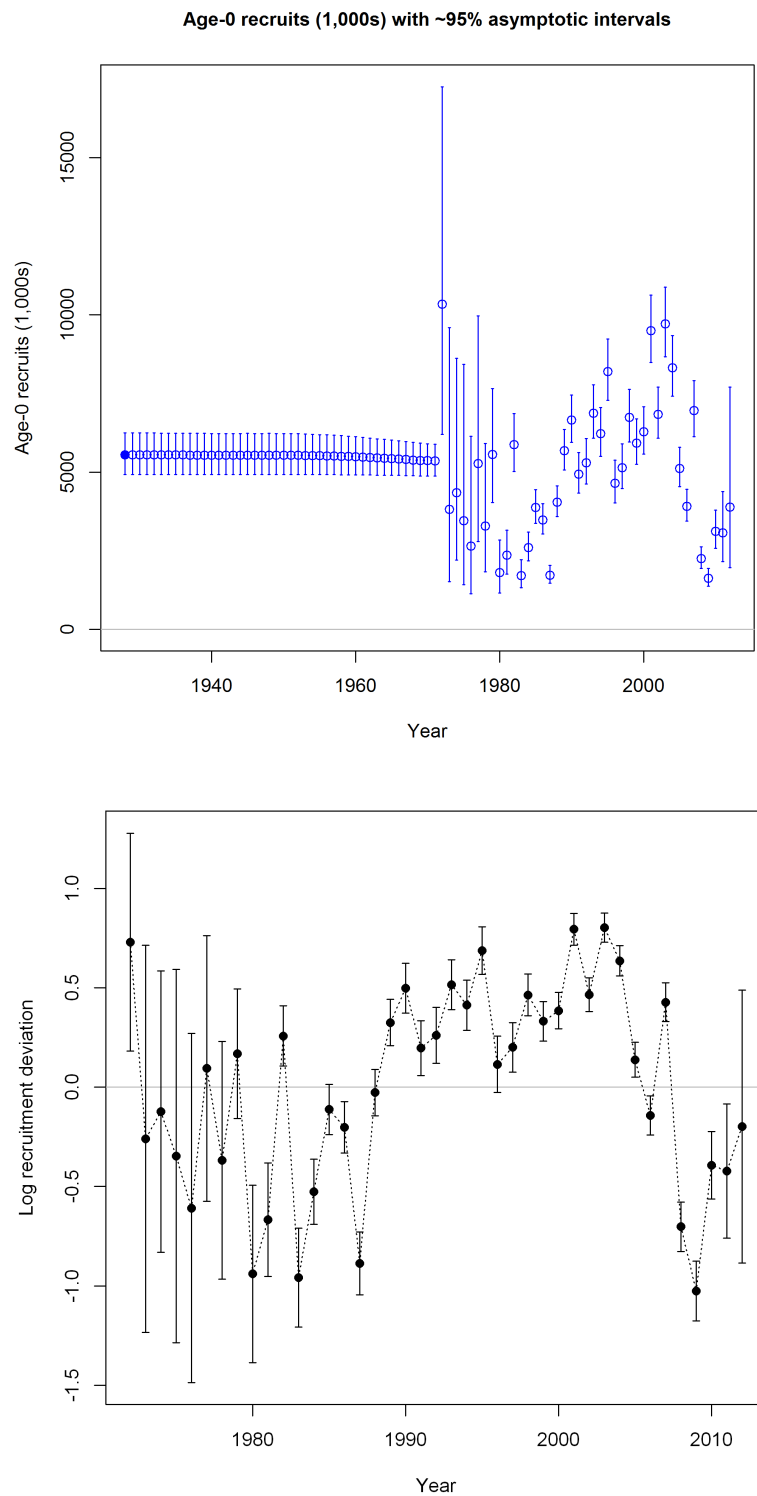 Age-0 recruits (1,000s) with ~95% asymptotic intervals
Age-0 recruits (1,000s)
15000
10000
5000
0
1940 1960 1980 2000
Year
Log recruitment deviation
1.0
0.5
0.0
-0.5
-1.0
-1.5
1980 1990 2000 2010
Year